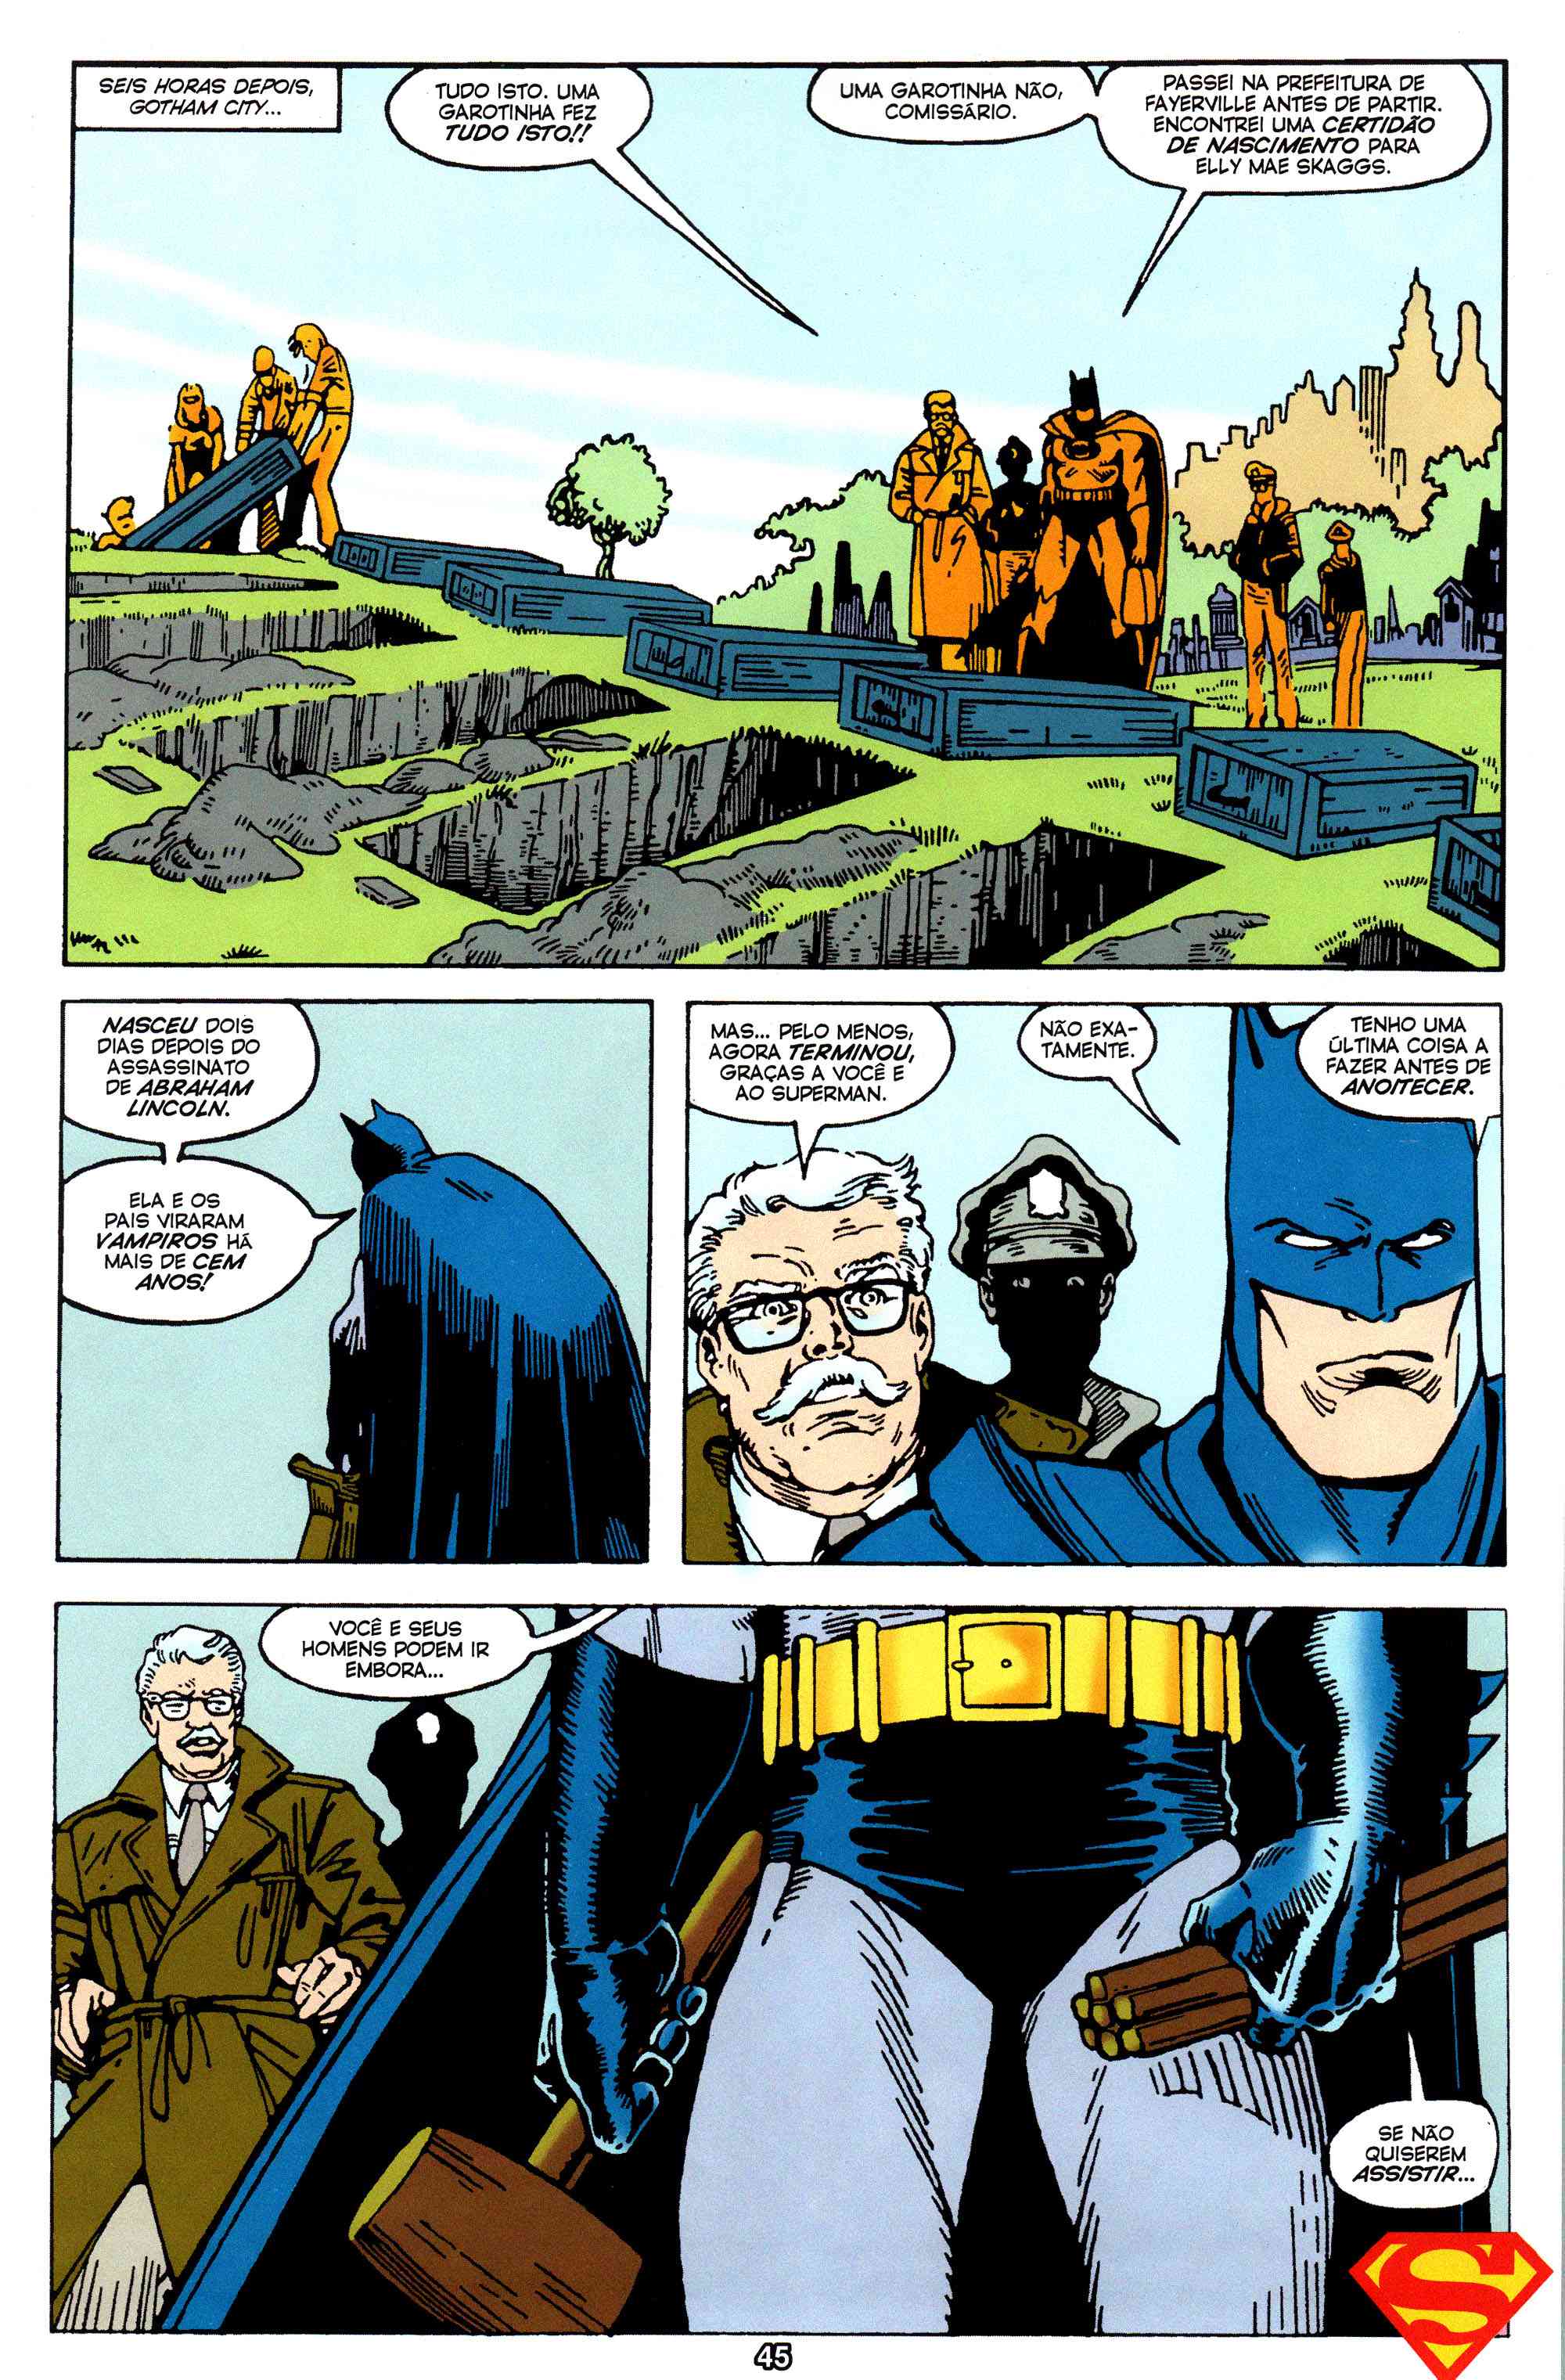 SEIS HORAS DEPOIS,
GOTHAM CITY...
TUDO ISTO. UMA
GAROTINHA FEZ
TUDO ISTO!!
UMA GAROTINHA NÃO,
COMISSÁRIO.
PASSEI NA PREFEITURA DE
FAYERVILLE ANTES DE PARTIR.
ENCONTREI UMA CERTIDÃO
DE NASCIMENTO PARA
ELLY MAE SKAGGS.
NASCEU DOIS
DIAS DEPOIS DO
ASSASSINATO
DE ABRAHAM
LINCOLN.
ELA E OS
PAIS VIRARAM
VAMPIROS HÁ
MAIS DE CEM
ANOS!
MAS... PELO MENOS,
AGORA TERMINOU,
GRAÇAS A VOCÊ E
AO SUPERMAN.
NÃO EXA-
TAMENTE.
TENHO UMA
ÚLTIMA COISA A
FAZER ANTES DE
ANOITECER.
VOCÊ E SEUS
HOMENS PODEM IR
EMBORA...
SE NÃO
QUISEREM
ASSISTIR...
S
45